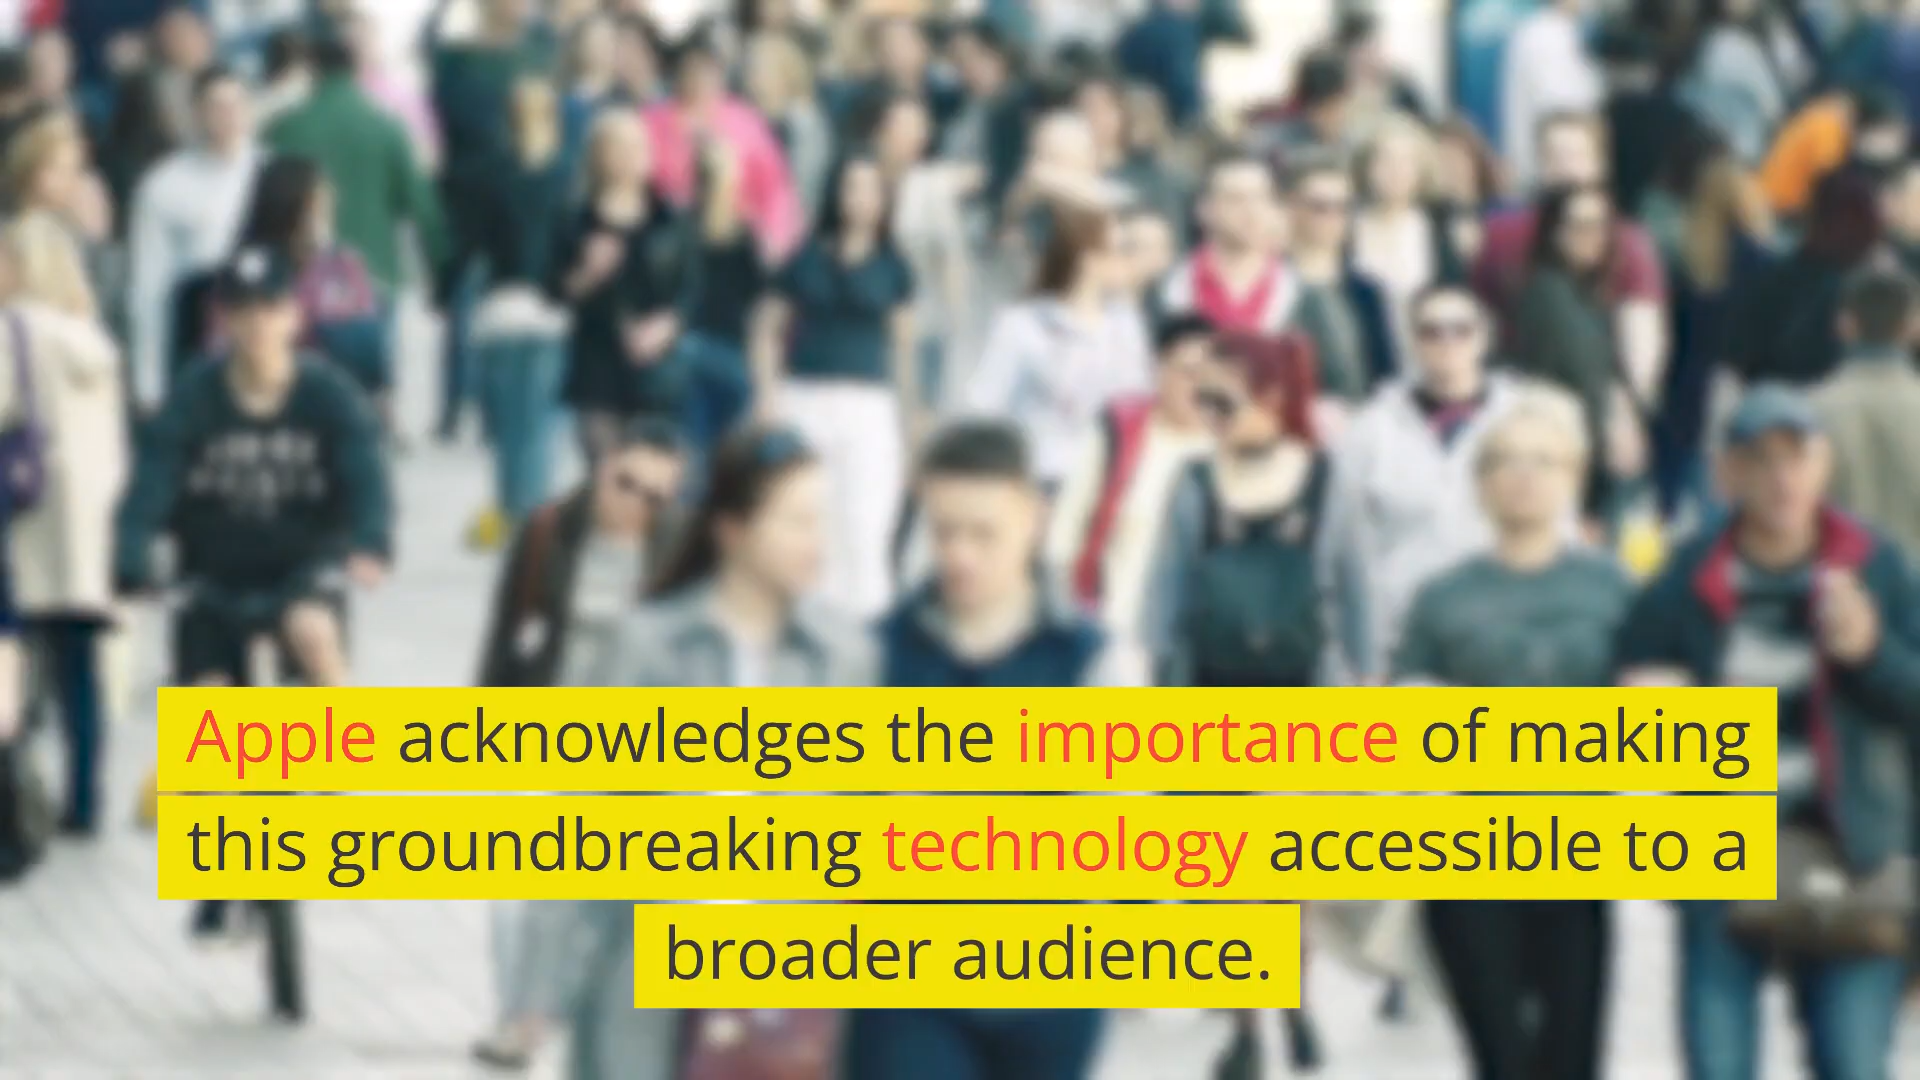 Apple acknowledges the importance of making
this groundbreaking technology accessible to a
broader audience.